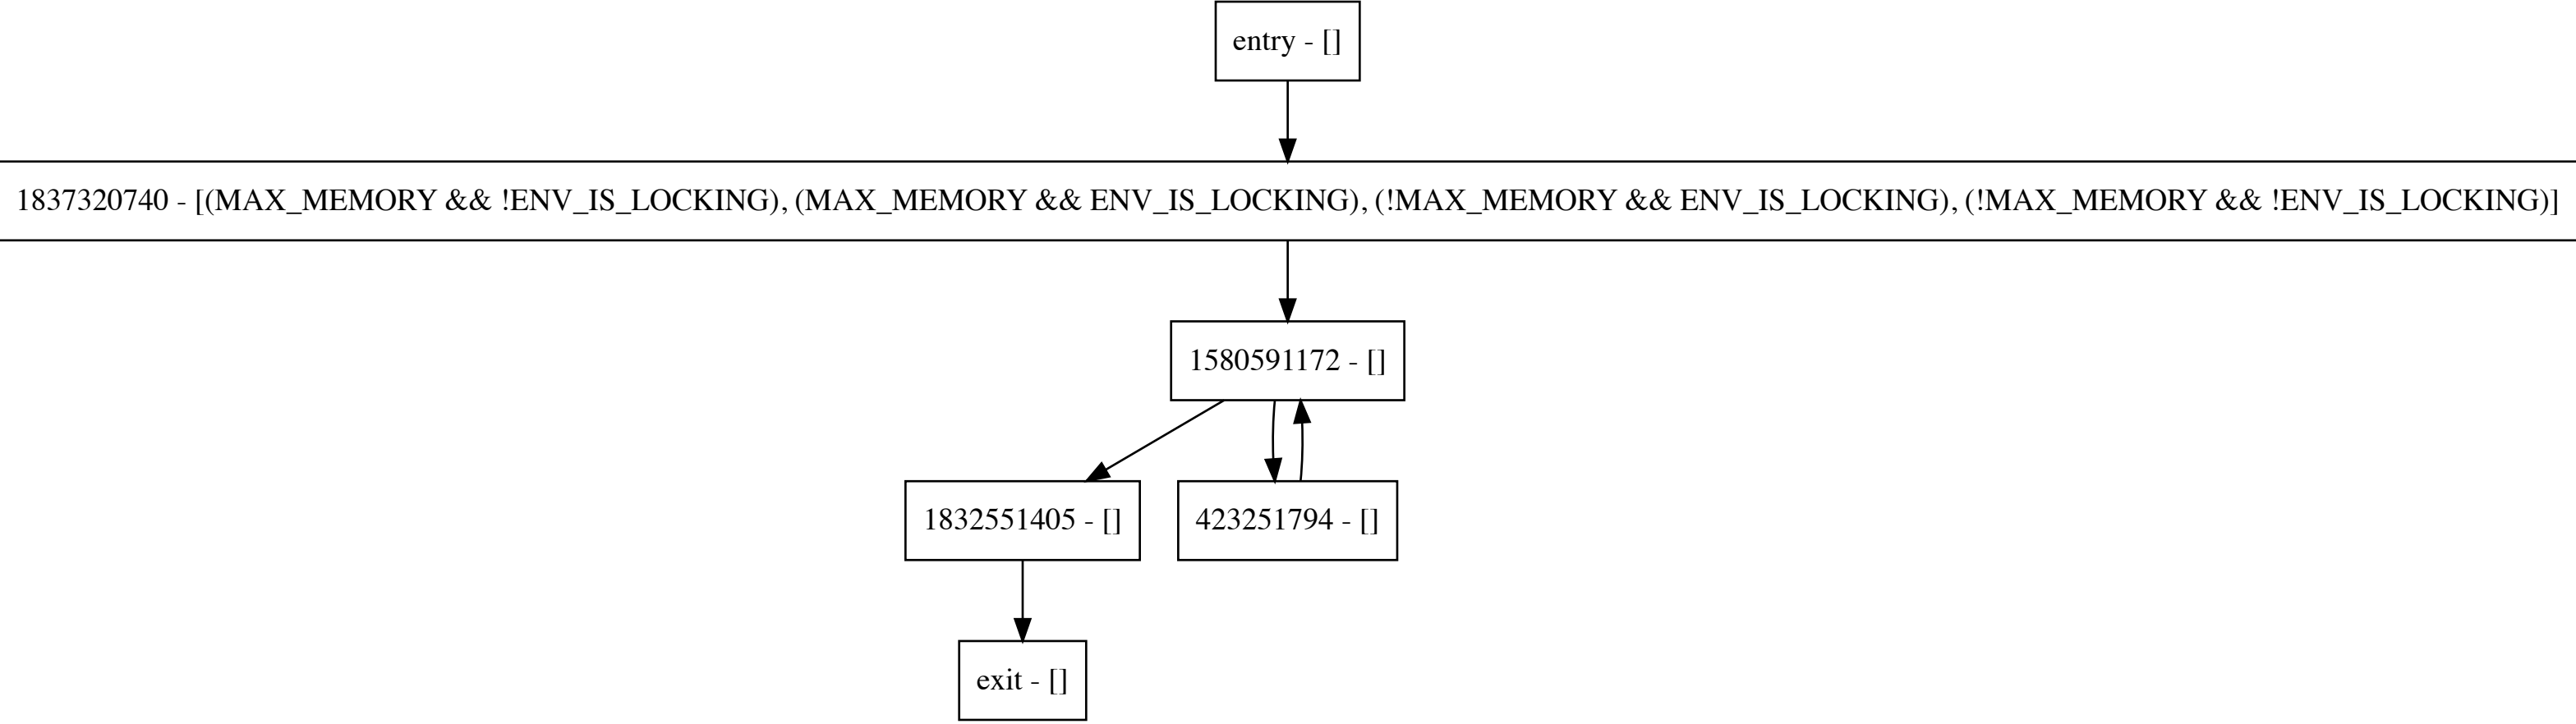 entry - []
1837320740 - [(MAX_MEMORY && !ENV_IS_LOCKING), (MAX_MEMORY && ENV_IS_LOCKING), (!MAX_MEMORY && ENV_IS_LOCKING), (!MAX_MEMORY && !ENV_IS_LOCKING)]
1580591172 - []
1832551405 - []
423251794 - []
exit - []